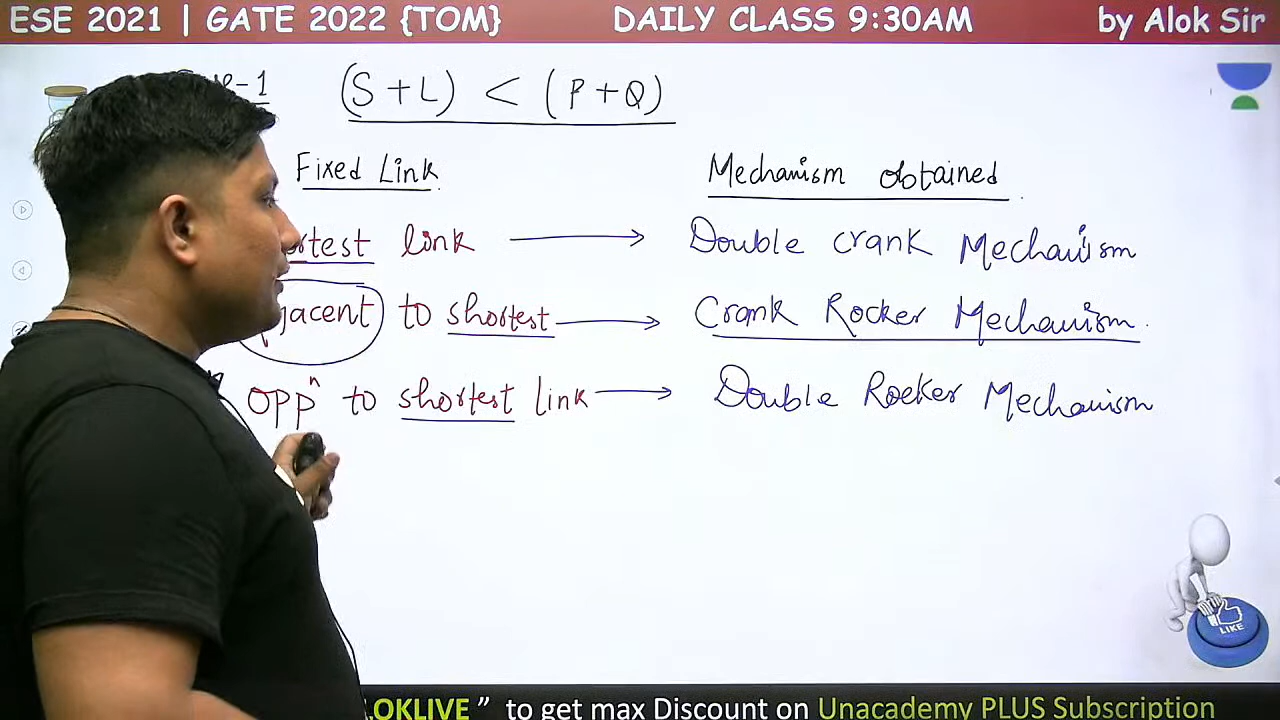 ESE 2021 | GATE 2022 {TOM} DAILY CLASS 9:30AM by Alok Sir
-1 (S+L) < (P+Q)
Fixed Link Mechanism obtained
link Double crank Mechanism
to shortest Crank Rocker Mechanism.
oppn to shortest link Double Rocker Mechanism
LIKE
OKLIVE ” to get max Discount on Unacademy PLUS Subscription